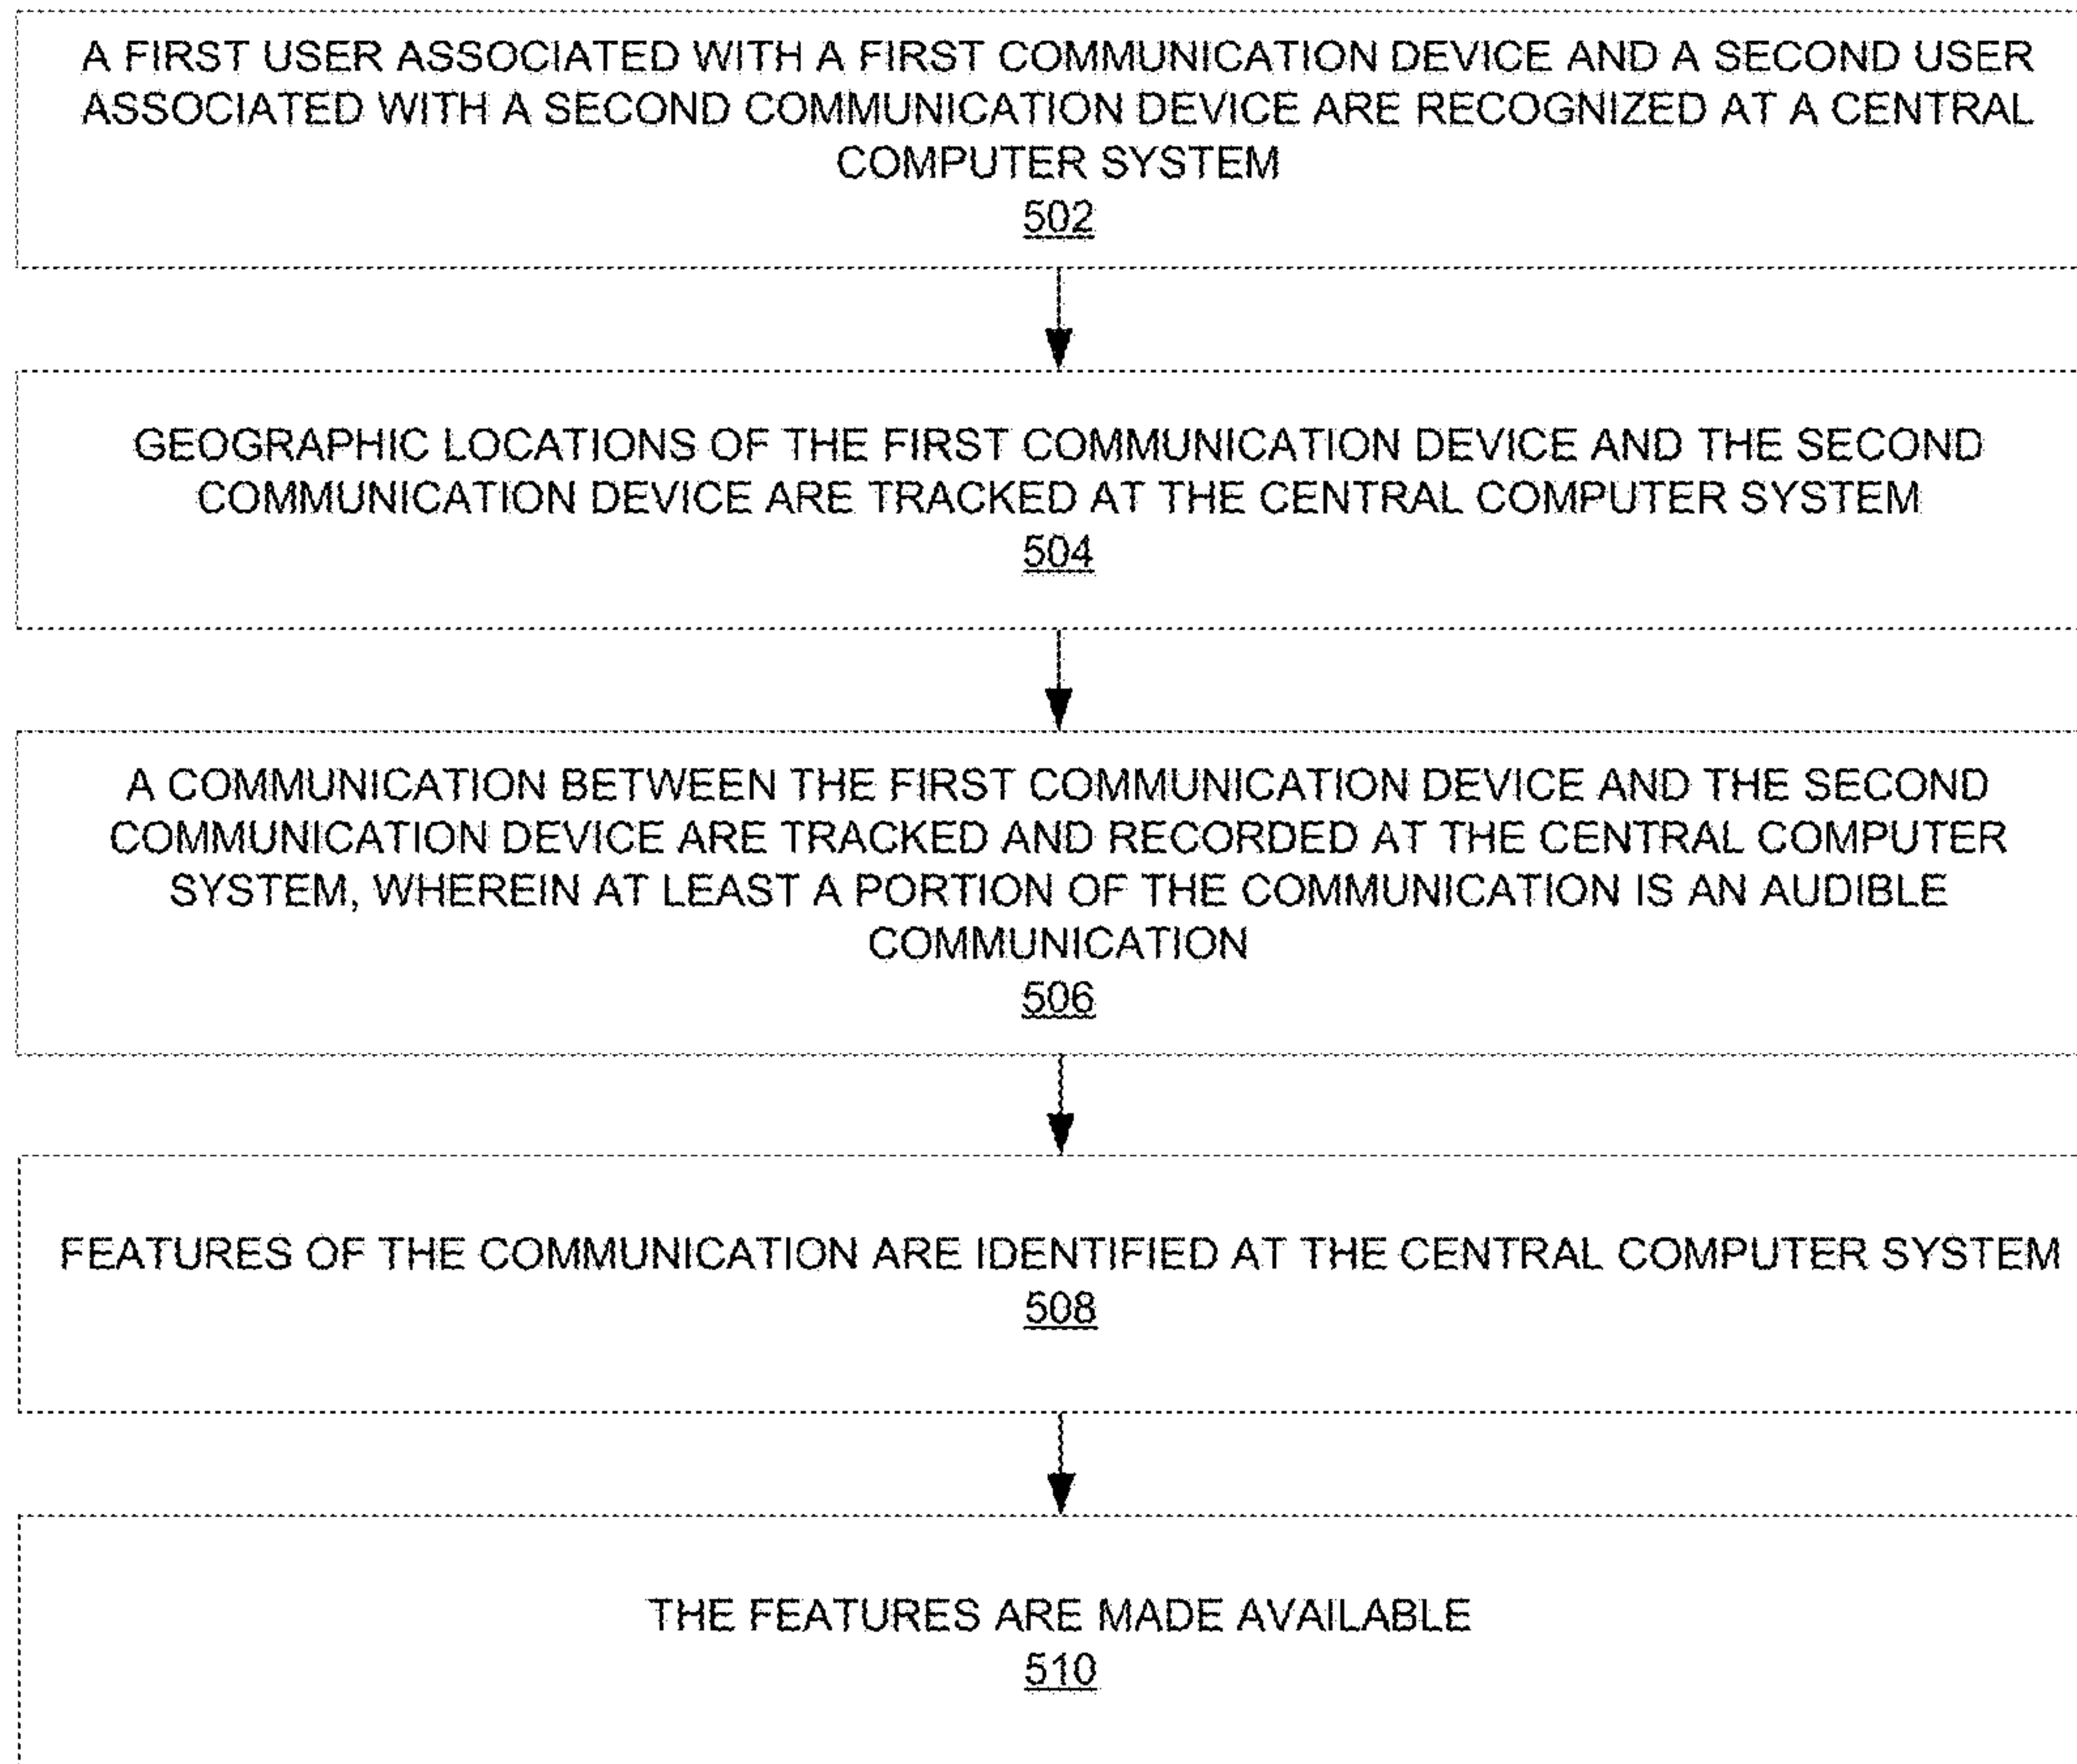 A FIRST USER ASSOCIATED WITH A FIRST COMMUNICATION DEVICE AND A SECOND USER
ASSOCIATED WITH A SECOND COMMUNICATION DEVICE ARE RECOGNIZED AT A CENTRAL
COMPUTER SYSTEM
502
GEOGRAPHIC LOCATIONS OF THE FIRST COMMUNICATION DEVICE AND THE SECOND
COMMUNICATION DEVICE ARE TRACKED AT THE CENTRAL COMPUTER SYSTEM
504
A COMMUNICATION BETWEEN THE FIRST COMMUNICATION DEVICE AND THE SECOND
COMMUNICATION DEVICE ARE TRACKED AND RECORDED AT THE CENTRAL COMPUTER
SYSTEM, WHEREIN AT LEAST A PORTION OF THE COMMUNICATION IS AN AUDIBLE
COMMUNICATION
506
FEATURES OF THE COMMUNICATION ARE IDENTIFIED AT THE CENTRAL COMPUTER SYSTEM
508
THE FEATURES ARE MADE AVAILABLE
510